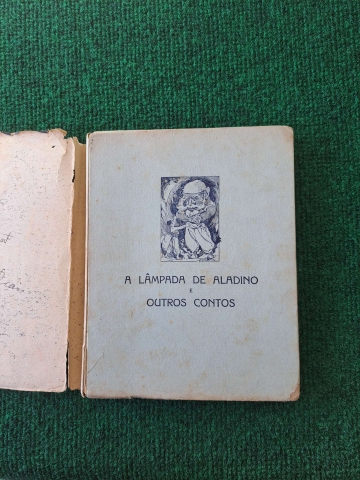 A LÂMPADA DE ALADINO
E
OUTROS CONTOS